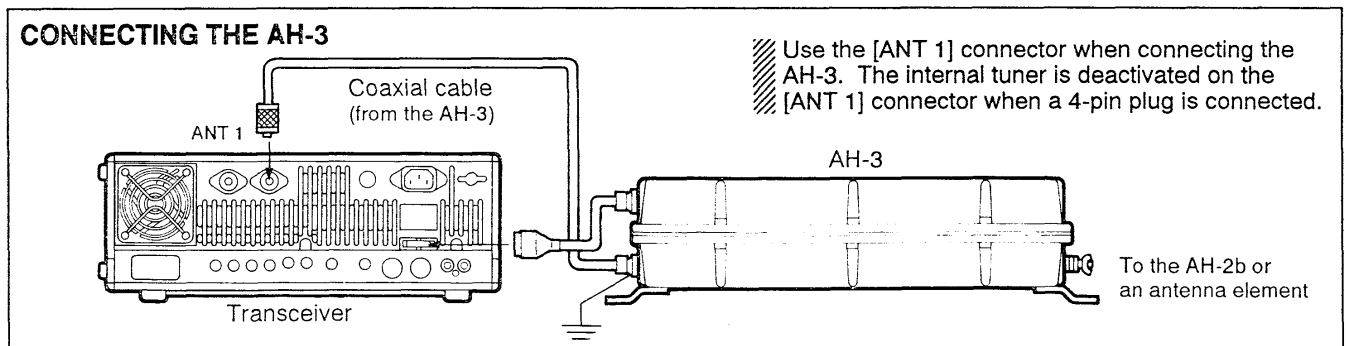 CONNECTING THE AH-3
Use the [ANT 1] connector when connecting the
AH-3. The internal tuner is deactivated on the
[ANT 1] connector when a 4-pin plug is connected.
Coaxial cable
(from the AH-3)
ANT 1
AH-3
To the AH-2b or
an antenna element
Transceiver